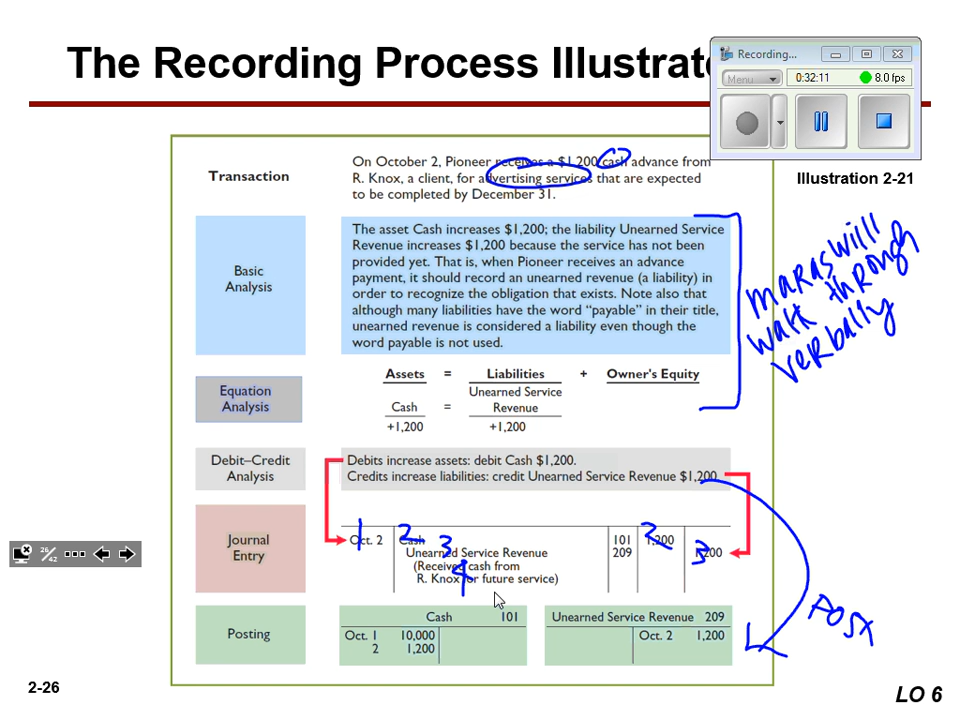 The Recording Process Illustrate
Recording...
Menu
0:32:11
8.0 fps
Illustration 2-21
Transaction
On October 2, Pioneer receives a $1,200 cash advance from
R. Knox, a client, for advertising services that are expected
to be completed by December 31.
Basic
Analysis
The asset Cash increases $1,200; the liability Unearned Service
Revenue increases $1,200 because the service has not been
provided yet. That is, when Pioneer receives an advance
payment, it should record an unearned revenue (a liability) in
order to recognize the obligation that exists. Note also that
although many liabilities have the word “payable” in their title,
unearned revenue is considered a liability even though the
word payable is not used.
maras will
walk through
verbally
Equation
Analysis
Assets = Liabilities + Owner's Equity
Unearned Service
Cash = Revenue
+1,200 +1,200
Debit–Credit
Analysis
Debits increase assets: debit Cash $1,200.
Credits increase liabilities: credit Unearned Service Revenue $1,200.
Journal
Entry
1 2 2
Oct. 2 Cash 101 1,200
3 3
Unearned Service Revenue 209 1,200
(Received cash from
4
R. Knox for future service)
Post
Posting
Cash 101
Oct. 1 10,000
2 1,200
Unearned Service Revenue 209
Oct. 2 1,200
26/42
2-26
LO 6